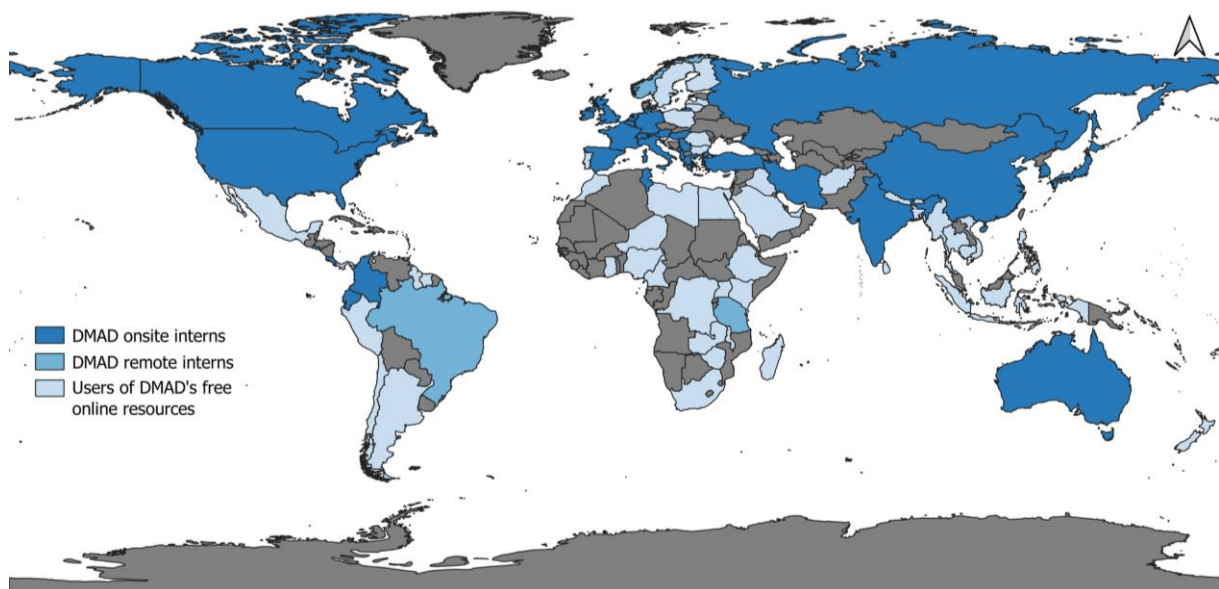 DMAD onsite interns
DMAD remote interns
Users of DMAD's free
online resources